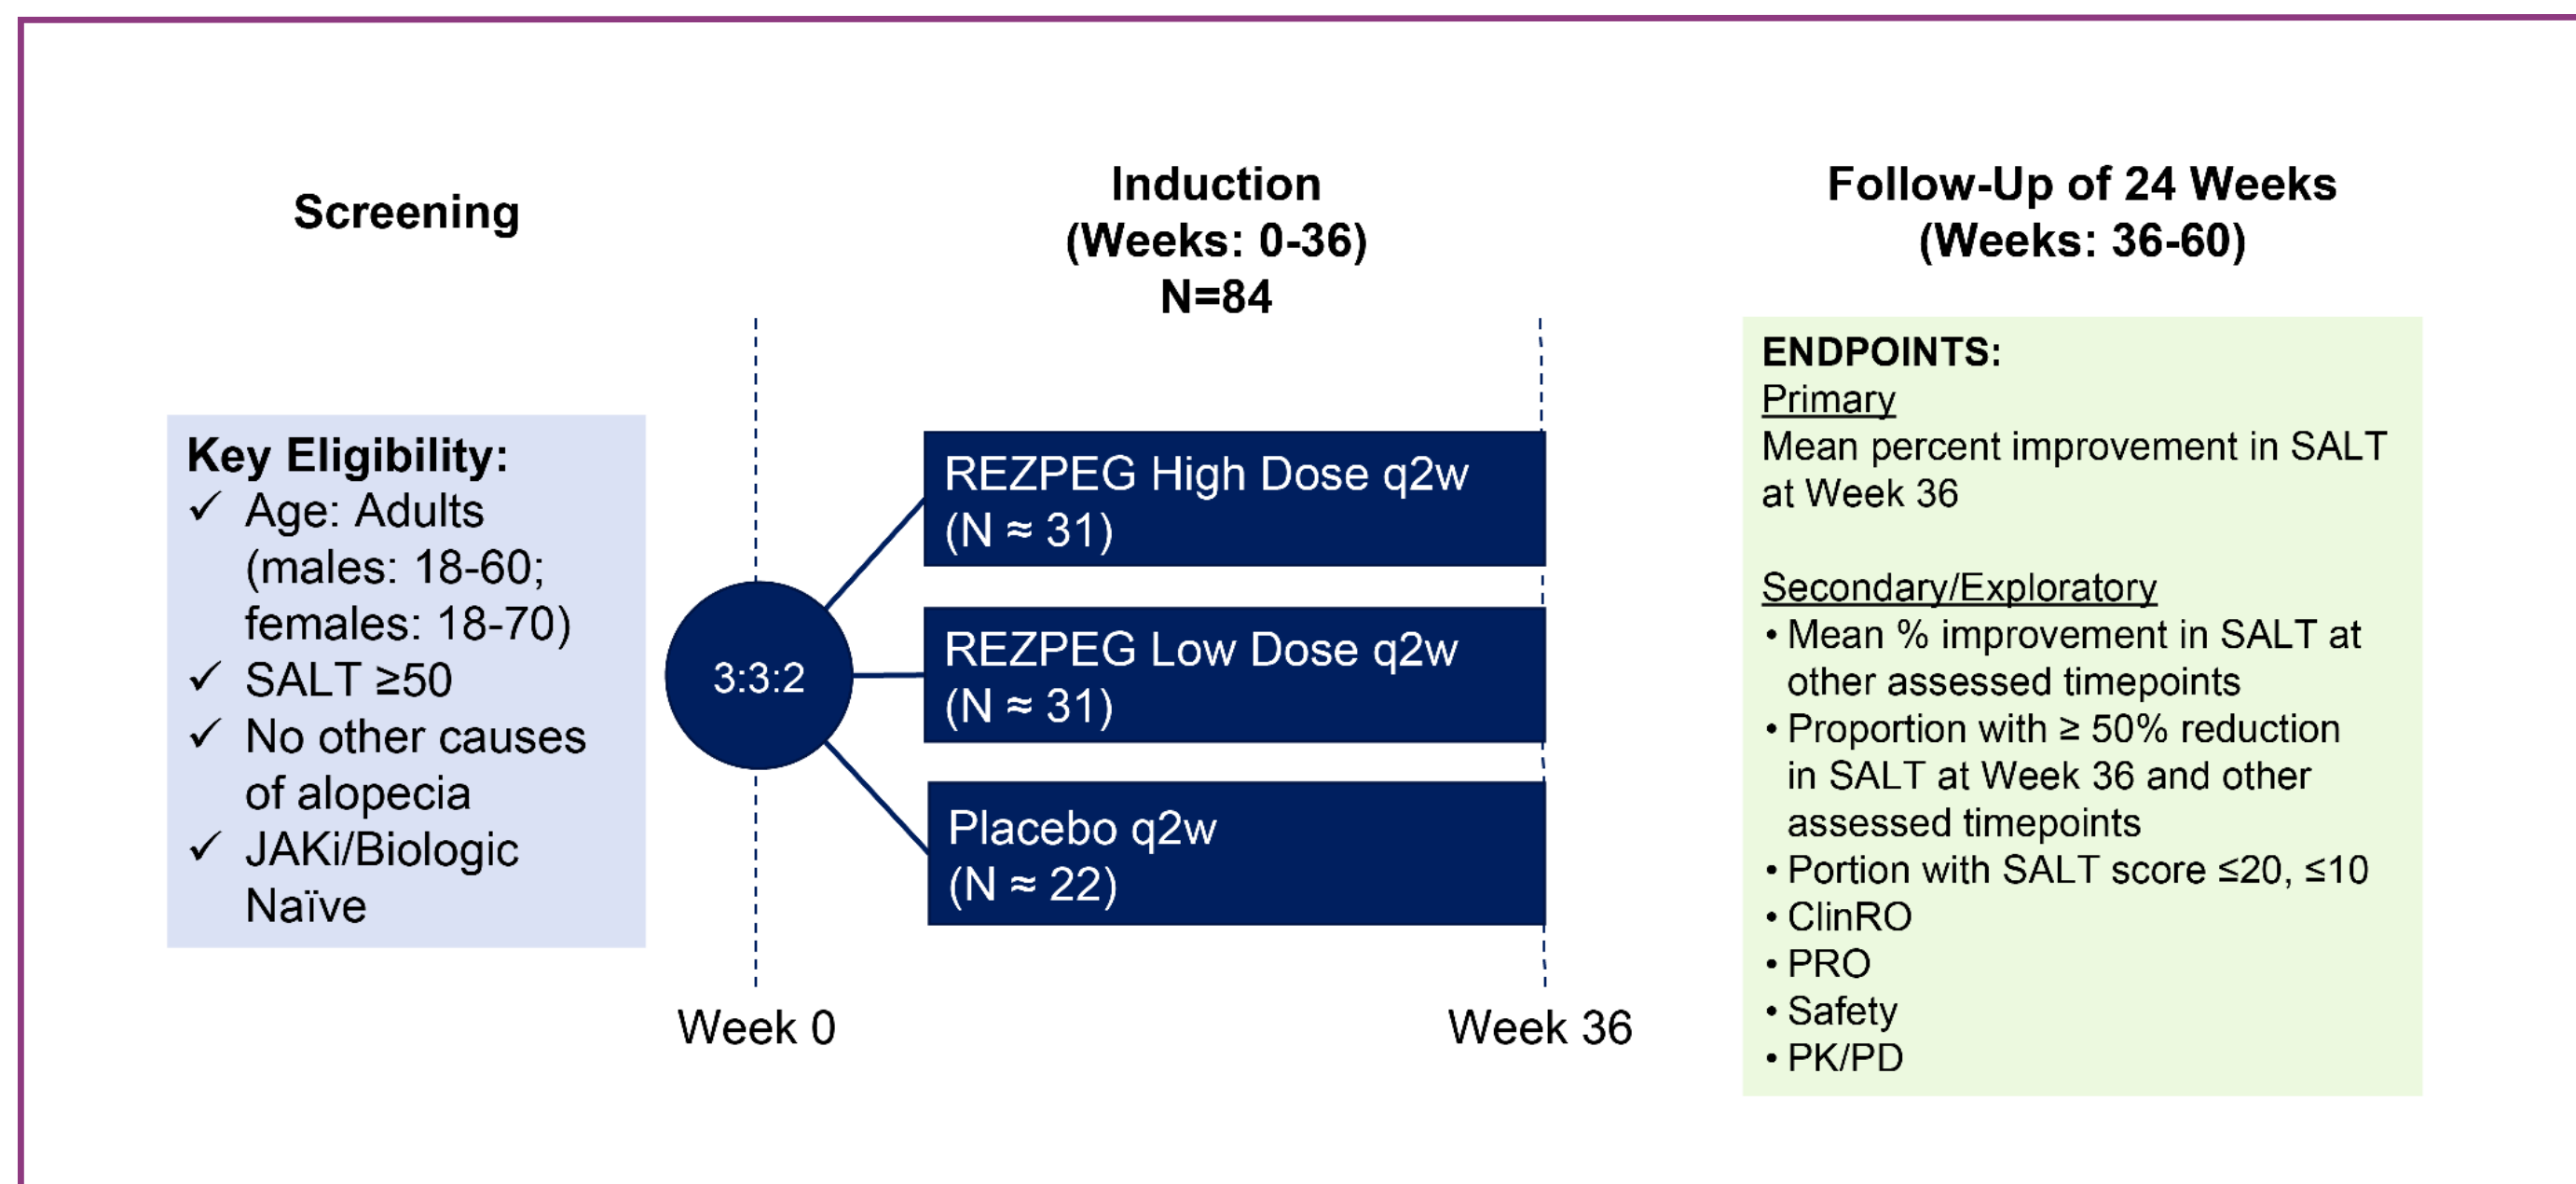 Screening
Key Eligibility:
✓ Age: Adults
(males: 18-60;
females: 18-70)
✓ SALT ≥50
✓ No other causes
of alopecia
✓ JAKi/Biologic
Naïve
Induction
(Weeks: 0-36)
N=84
3:3:2
REZPEG High Dose q2w
(N ≈ 31)
REZPEG Low Dose q2w
(N ≈ 31)
Placebo q2w
(N ≈ 22)
Week 0
Week 36
Follow-Up of 24 Weeks
(Weeks: 36-60)
ENDPOINTS:
Primary
Mean percent improvement in SALT
at Week 36
Secondary/Exploratory
• Mean % improvement in SALT at
other assessed timepoints
• Proportion with ≥ 50% reduction
in SALT at Week 36 and other
assessed timepoints
• Portion with SALT score ≤20, ≤10
• ClinRO
• PRO
• Safety
• PK/PD